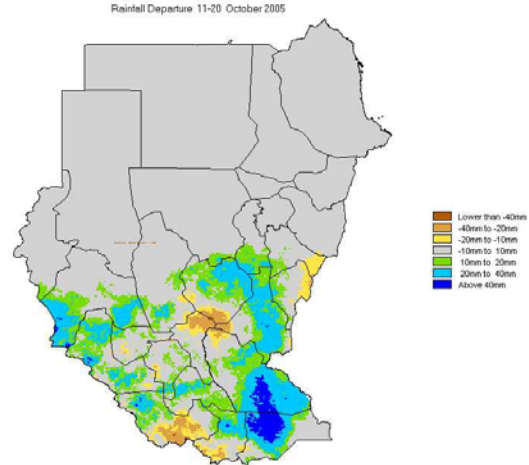 Rainfall Departure 11-20 October 2005
Lower than -40mm
-40mm to -20mm
-20mm to -10mm
-10mm to 10mm
10mm to 20mm
20mm to 40mm
Above 40mm